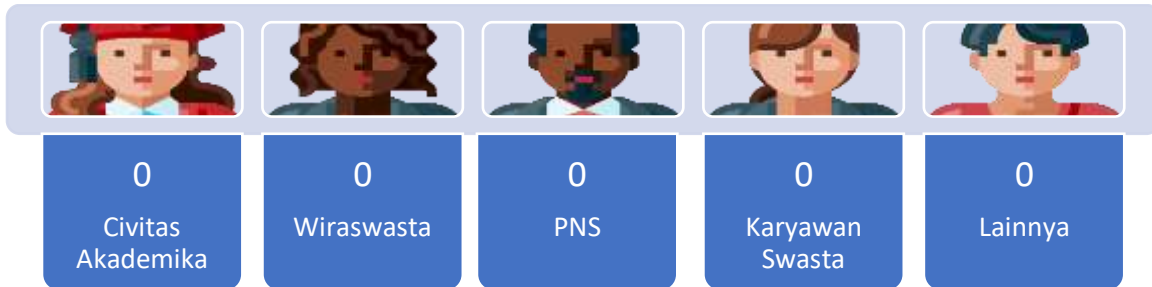 0
Civitas
Akademika
0
Wiraswasta
0
PNS
0
Karyawan
Swasta
0
Lainnya